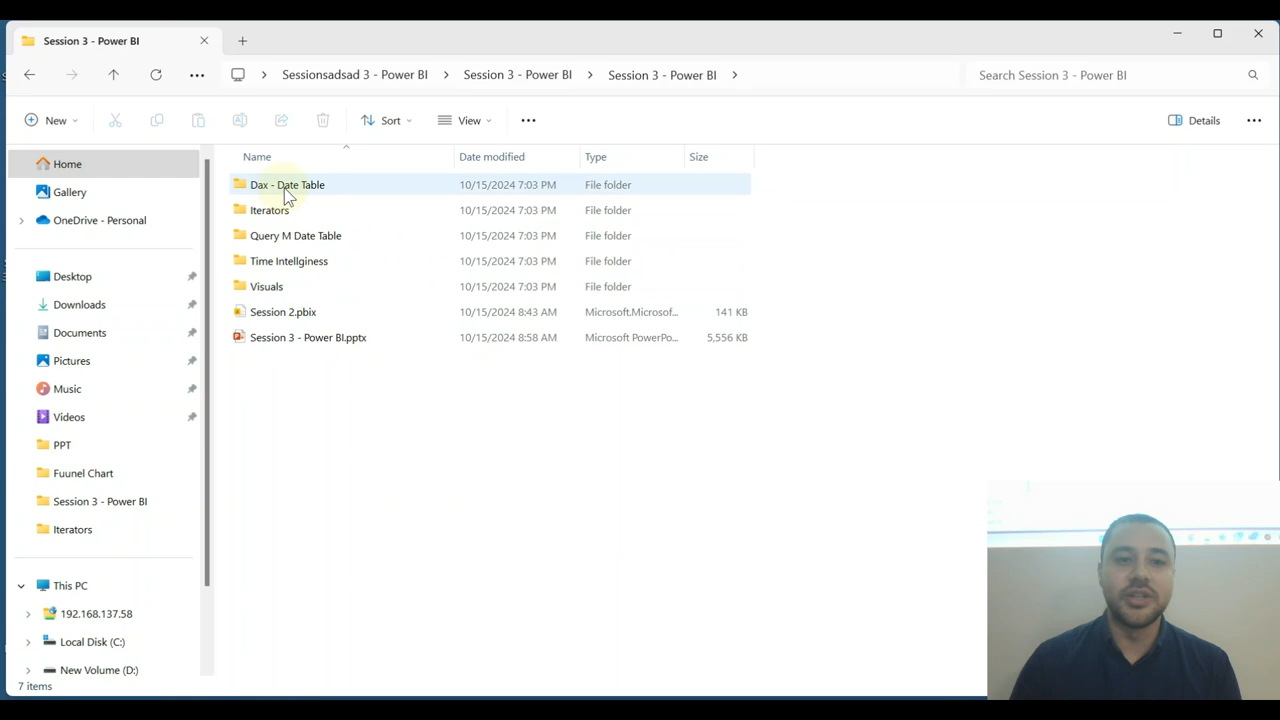 Session 3 - Power BI
Sessionsadsad 3 - Power BI > Session 3 - Power BI > Session 3 - Power BI >
Search Session 3 - Power BI
New
Sort
View
Details
Name Date modified Type Size
Home
Gallery
OneDrive - Personal
Desktop
Downloads
Documents
Pictures
Music
Videos
PPT
Fuunel Chart
Session 3 - Power BI
Iterators
This PC
192.168.137.58
Local Disk (C:)
New Volume (D:)
Dax - Date Table 10/15/2024 7:03 PM File folder
Iterators 10/15/2024 7:03 PM File folder
Query M Date Table 10/15/2024 7:03 PM File folder
Time Intellginess 10/15/2024 7:03 PM File folder
Visuals 10/15/2024 7:03 PM File folder
Session 2.pbix 10/15/2024 8:43 AM Microsoft.Microsof... 141 KB
Session 3 - Power BI.pptx 10/15/2024 8:58 AM Microsoft PowerPo... 5,556 KB
7 items